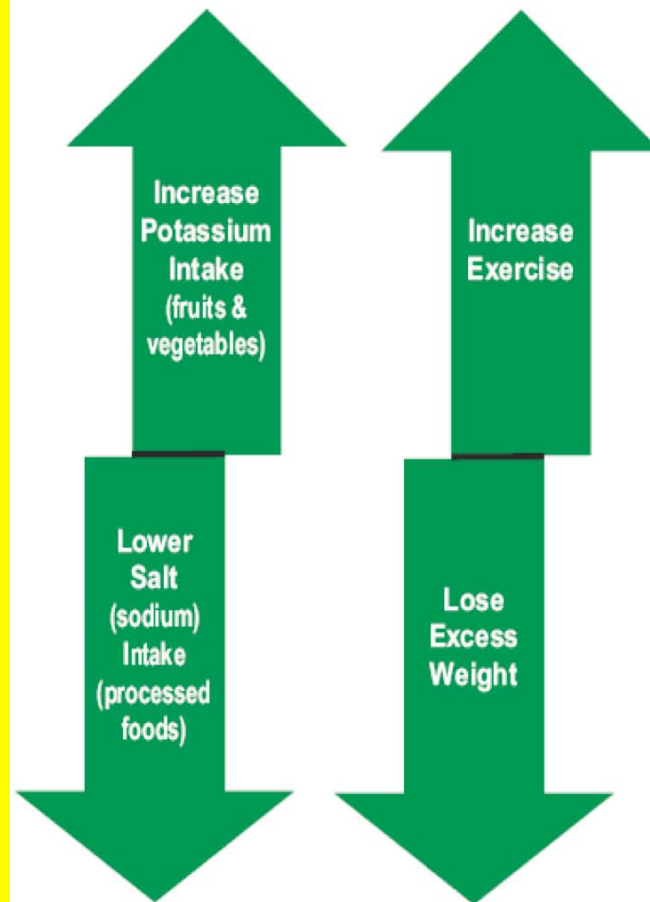 Increase
Potassium
Intake
(fruits &
vegetables)
Increase
Exercise
Lower
Salt
(sodium)
Intake
(processed
foods)
Lose
Excess
Weight